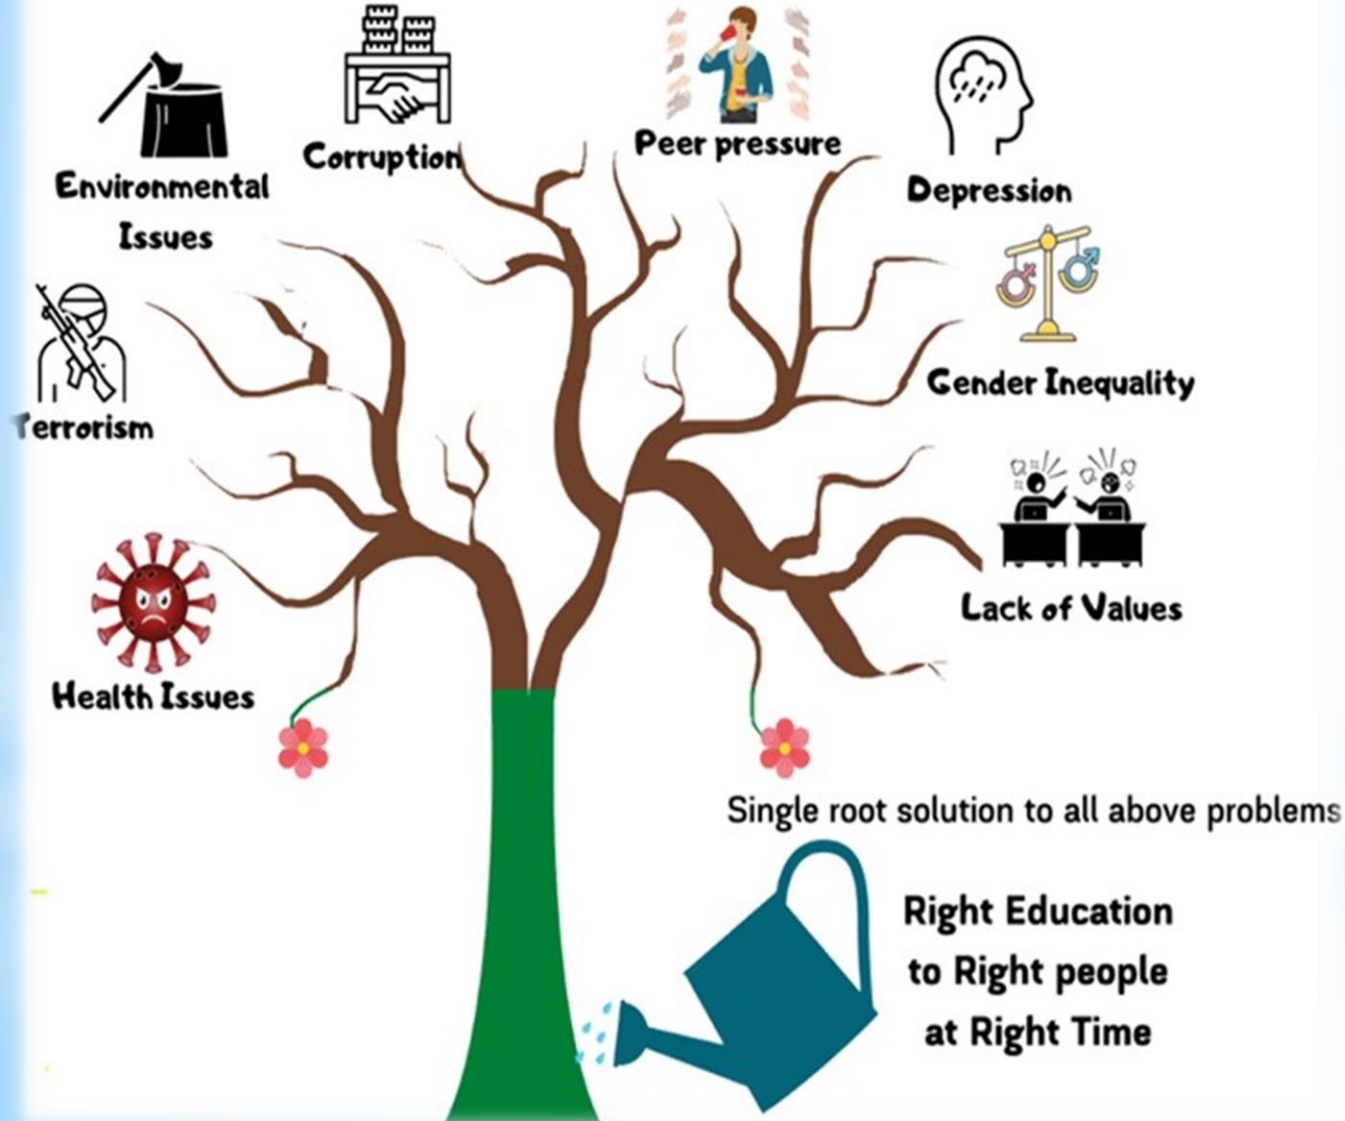 Corruption
Peer pressure
Environmental
Issues
Depression
Gender Inequality
Terrorism
Lack of Values
Health Issues
Single root solution to all above problems
Right Education
to Right people
at Right Time